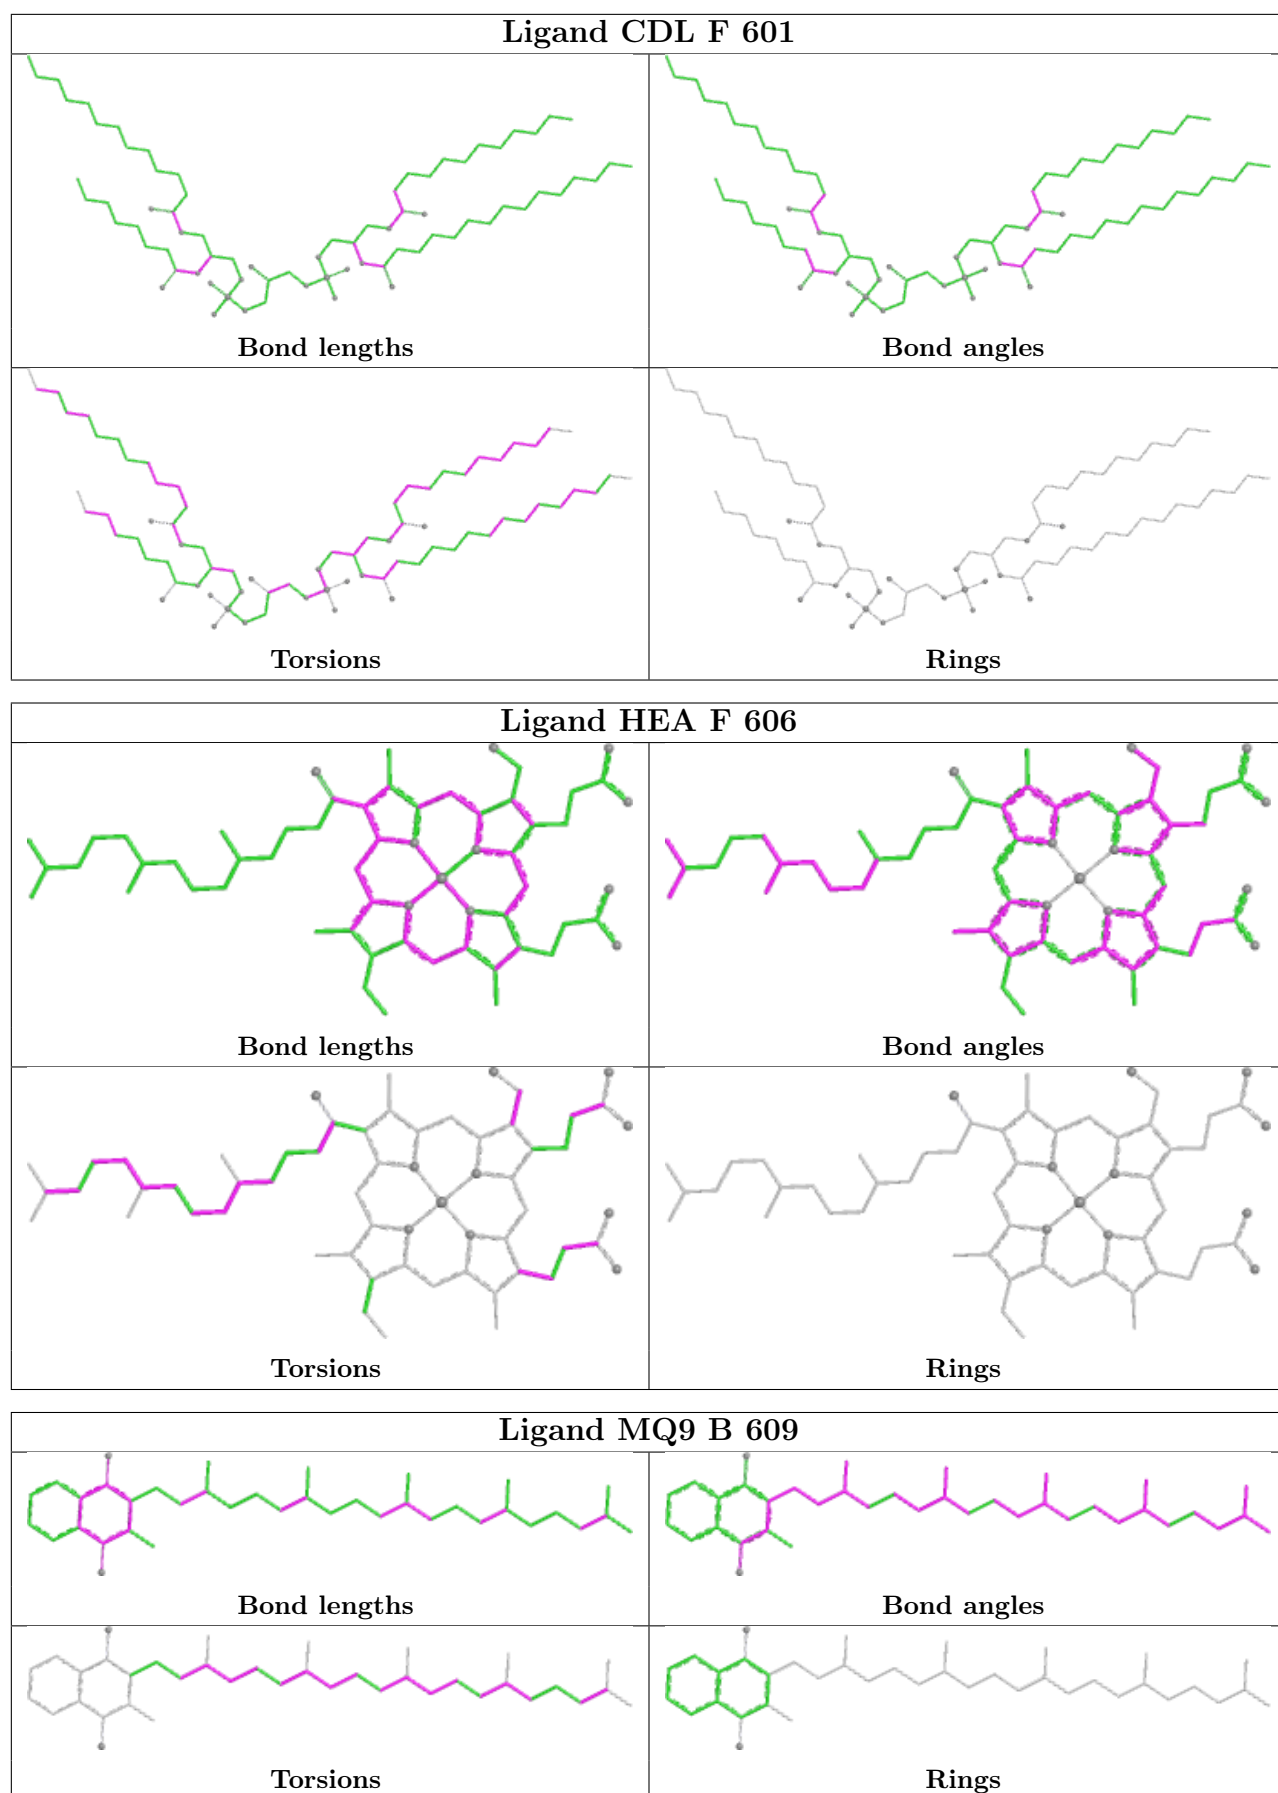 Ligand CDL F 601
Bond lengths
Bond angles
Torsions
Rings
Ligand HEA F 606
Bond lengths
Bond angles
Torsions
Rings
Ligand MQ9 B 609
Bond lengths
Bond angles
Torsions
Rings